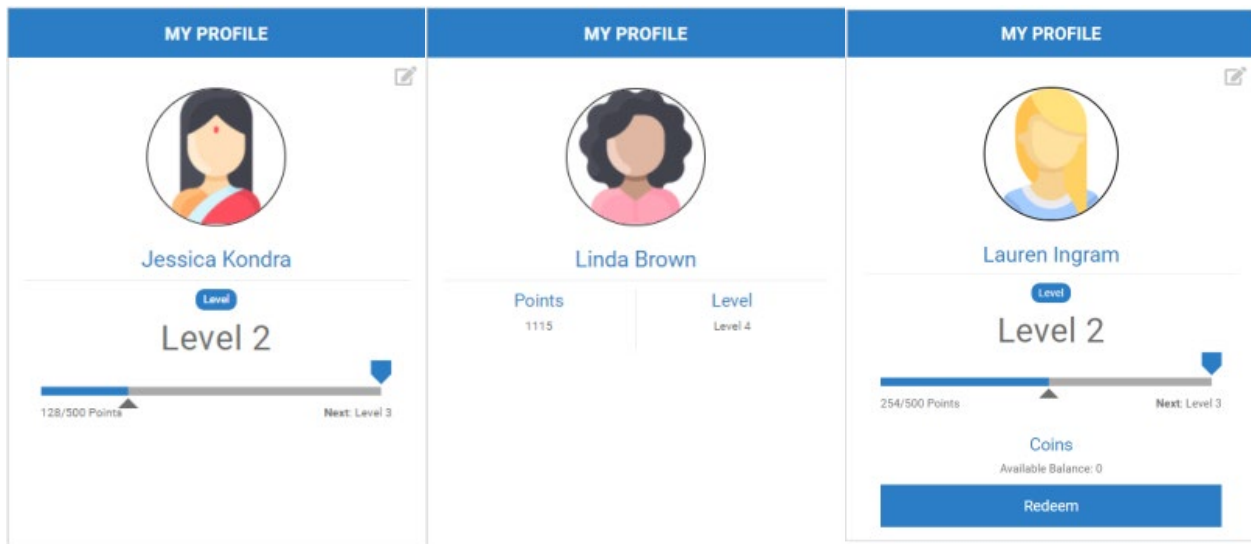 MY PROFILE
Jessica Kondra
Level
Level 2
128/500 Points
Next: Level 3
MY PROFILE
Linda Brown
Points
Level
1115
Level 4
MY PROFILE
Lauren Ingram
Level
Level 2
254/500 Points
Next: Level 3
Coins
Available Balance: 0
Redeem